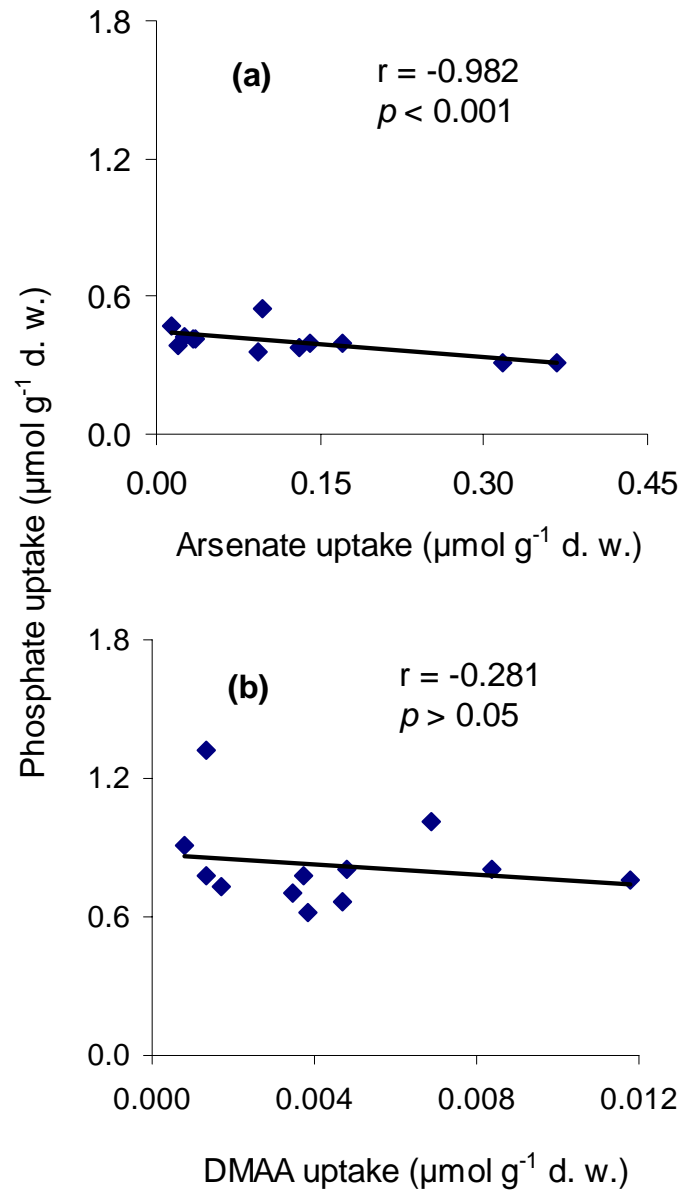 1.8
(a)
r = -0.982
p < 0.001
1.2
0.6
0.0
0.00 0.15 0.30 0.45
Arsenate uptake (µmol g⁻¹ d. w.)
Phosphate uptake (µmol g⁻¹ d. w.)
1.8
(b)
r = -0.281
p > 0.05
1.2
0.6
0.0
0.000 0.004 0.008 0.012
DMAA uptake (µmol g⁻¹ d. w.)